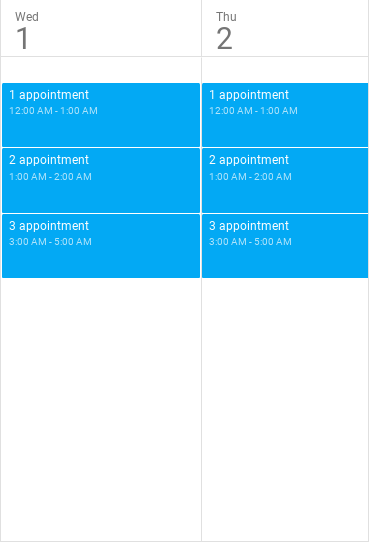 Wed
1
Thu
2
1 appointment
12:00 AM - 1:00 AM
2 appointment
1:00 AM - 2:00 AM
3 appointment
3:00 AM - 5:00 AM
1 appointment
12:00 AM - 1:00 AM
2 appointment
1:00 AM - 2:00 AM
3 appointment
3:00 AM - 5:00 AM